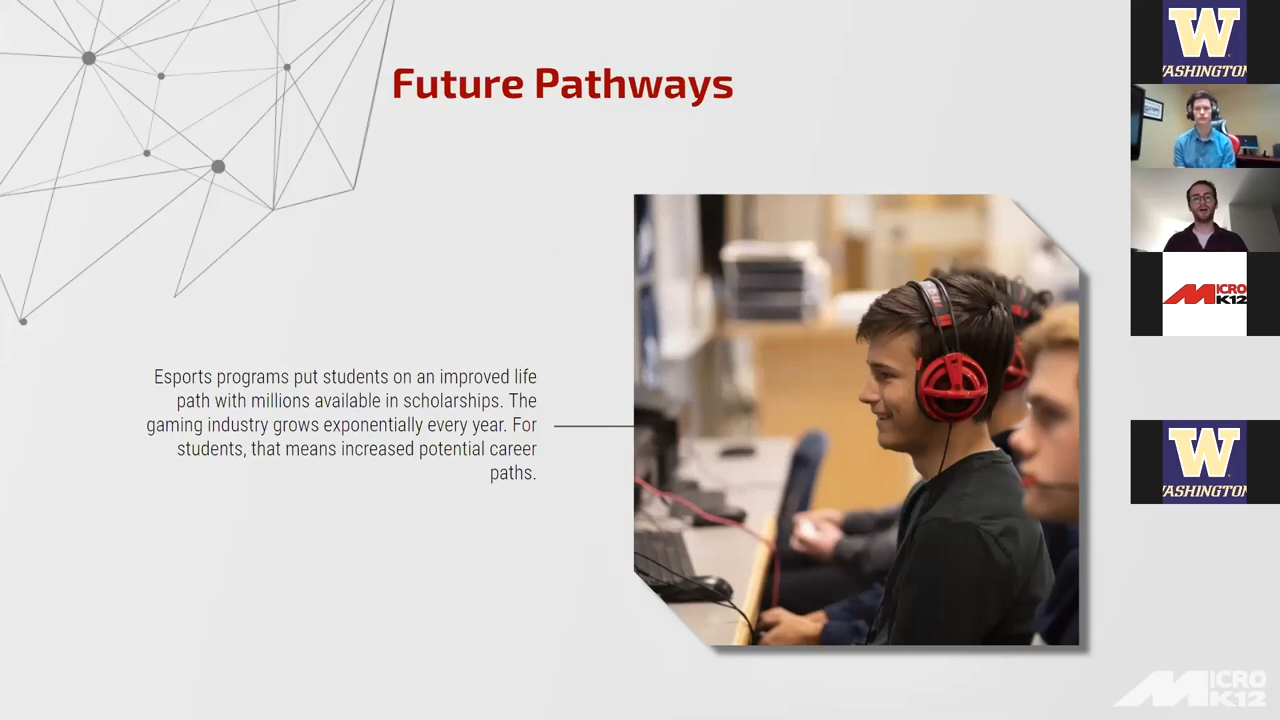 Future Pathways
Esports programs put students on an improved life
path with millions available in scholarships. The
gaming industry grows exponentially every year. For
students, that means increased potential career
paths.
W
WASHINGTON
MICRO
K12
W
WASHINGTON
MICRO
K12